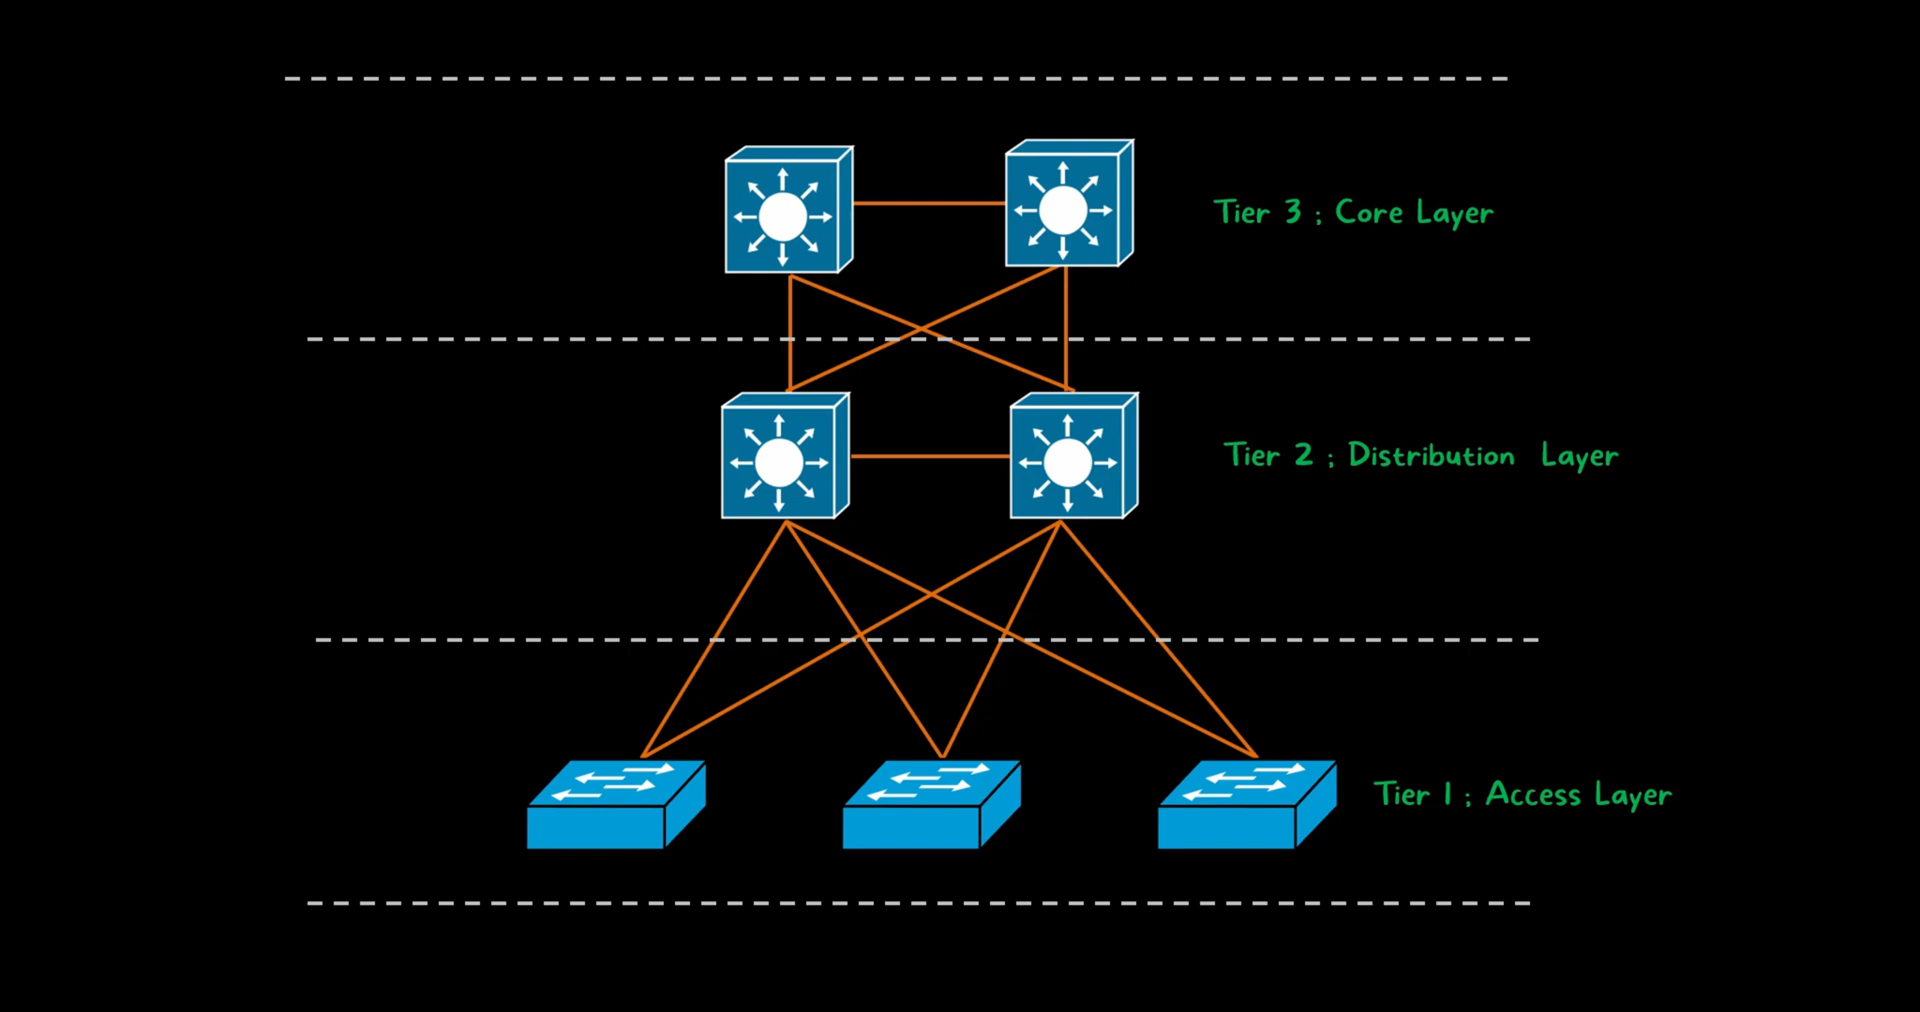 Tier 3 ; Core Layer
Tier 2 ; Distribution Layer
Tier 1 ; Access Layer